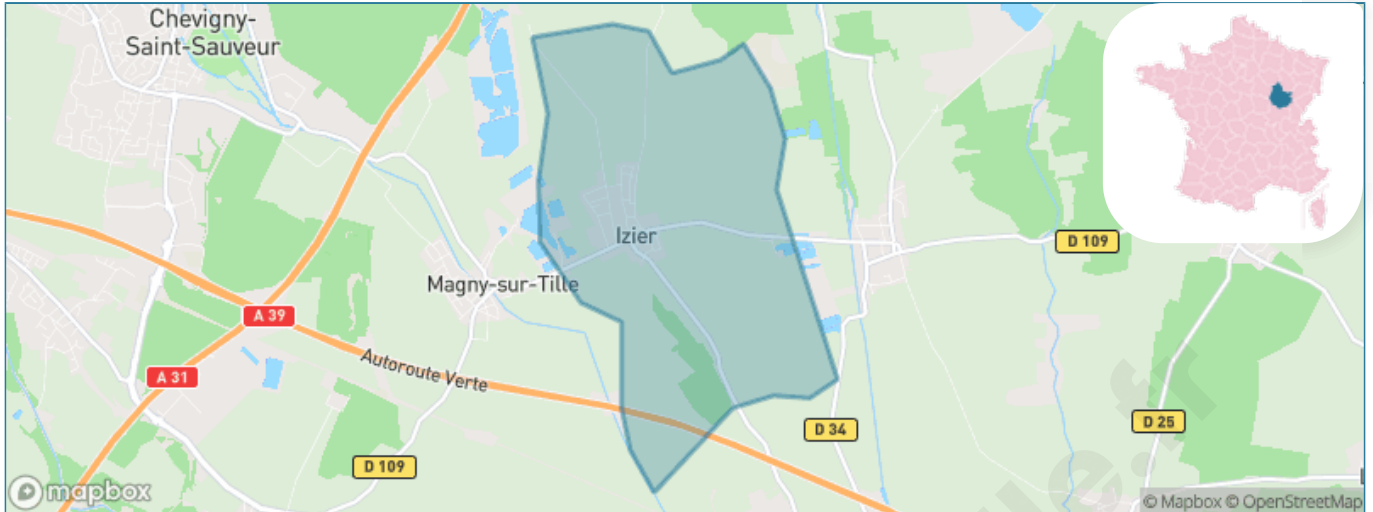 Chevigny-
Saint-Sauveur
Izier
D 109
Magny-sur-Tille
A 39
Autoroute Verte
A 31
D 34
D 25
D 109
mapbox
© Mapbox © OpenStreetMap